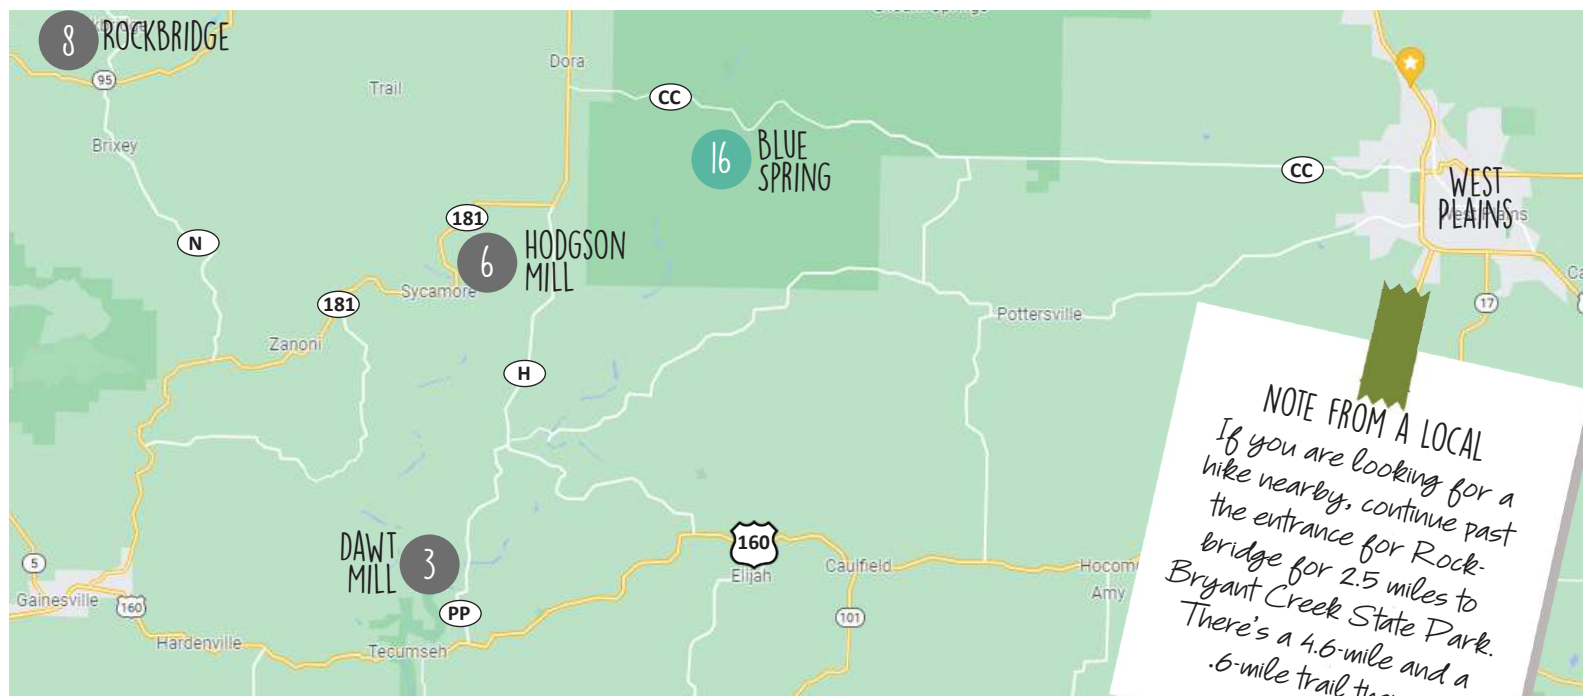 8 ROCKBRIDGE
95
Brixey
Trail
Dora
CC
16 BLUE
SPRING
CC
WEST
PLAINS
West Plains
N
181
6 HODGSON
MILL
Sycamore
181
Zanoni
H
Pottersville
17
DAWT
MILL 3
160
Elijah
Caulfield
101
Amy
PP
5
Gainesville
160
Hardenville
Tecumseh
NOTE FROM A LOCAL
If you are looking for a
hike nearby, continue past
the entrance for Rock-
bridge for 2.5 miles to
Bryant Creek State Park.
There's a 4.6-mile and a
.6-mile trail